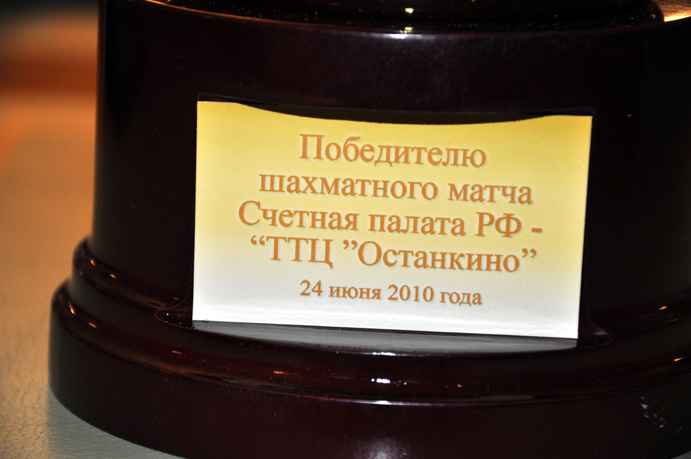 Победителю
шахматного матча
Счетная палата РФ -
“ТТЦ ”Останкино”
24 июня 2010 года